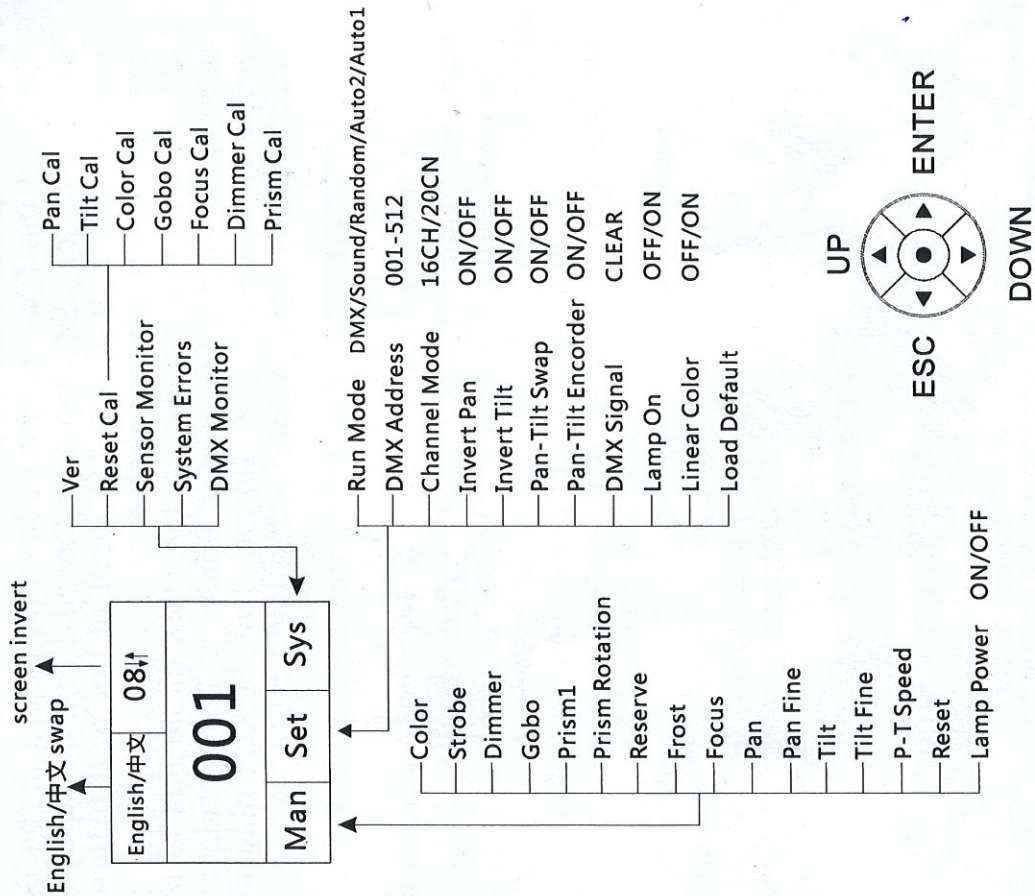 screen invert
English/中文 swap
English/中文 08↓↑
001
Man Set Sys
Ver
Reset Cal
Sensor Monitor
System Errors
DMX Monitor
Pan Cal
Tilt Cal
Color Cal
Gobo Cal
Focus Cal
Dimmer Cal
Prism Cal
Run Mode DMX/Sound/Random/Auto2/Auto1
DMX Address 001-512
Channel Mode 16CH/20CN
Invert Pan ON/OFF
Invert Tilt ON/OFF
Pan-Tilt Swap ON/OFF
Pan-Tilt Encorder ON/OFF
DMX Signal CLEAR
Lamp On OFF/ON
Linear Color OFF/ON
Load Default
Color
Strobe
Dimmer
Gobo
Prism1
Prism Rotation
Reserve
Frost
Focus
Pan
Pan Fine
Tilt
Tilt Fine
P-T Speed
Reset
Lamp Power ON/OFF
UP
ESC ENTER
DOWN